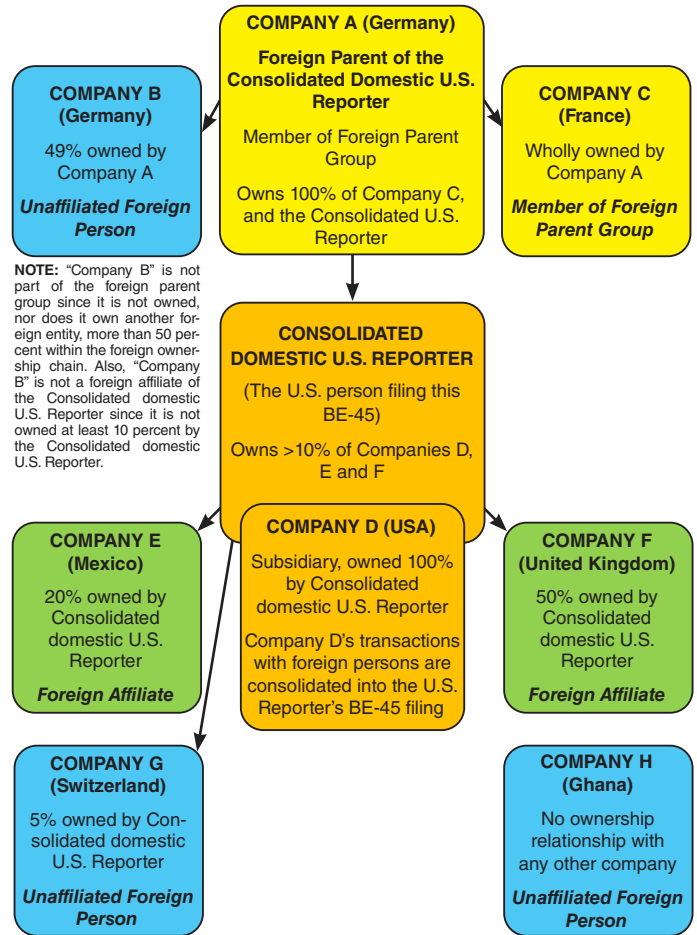 COMPANY A (Germany)
Foreign Parent of the
Consolidated Domestic U.S.
Reporter
Member of Foreign Parent
Group
Owns 100% of Company C,
and the Consolidated U.S.
Reporter
COMPANY B
(Germany)
49% owned by
Company A
Unaffiliated Foreign
Person
COMPANY C
(France)
Wholly owned by
Company A
Member of Foreign
Parent Group
NOTE: “Company B” is not
part of the foreign parent
group since it is not owned,
nor does it own another for-
eign entity, more than 50 per-
cent within the foreign owner-
ship chain. Also, “Company
B” is not a foreign affiliate of
the Consolidated domestic
U.S. Reporter since it is not
owned at least 10 percent by
the Consolidated domestic
U.S. Reporter.
CONSOLIDATED
DOMESTIC U.S. REPORTER
(The U.S. person filing this
BE-45)
Owns >10% of Companies D,
E and F
COMPANY D (USA)
Subsidiary, owned 100%
by Consolidated
domestic U.S. Reporter
Company D’s transactions
with foreign persons are
consolidated into the U.S.
Reporter’s BE-45 filing
COMPANY E
(Mexico)
20% owned by
Consolidated
domestic U.S.
Reporter
Foreign Affiliate
COMPANY F
(United Kingdom)
50% owned by
Consolidated
domestic U.S.
Reporter
Foreign Affiliate
COMPANY G
(Switzerland)
5% owned by Con-
solidated domestic
U.S. Reporter
Unaffiliated Foreign
Person
COMPANY H
(Ghana)
No ownership
relationship with
any other company
Unaffiliated Foreign
Person